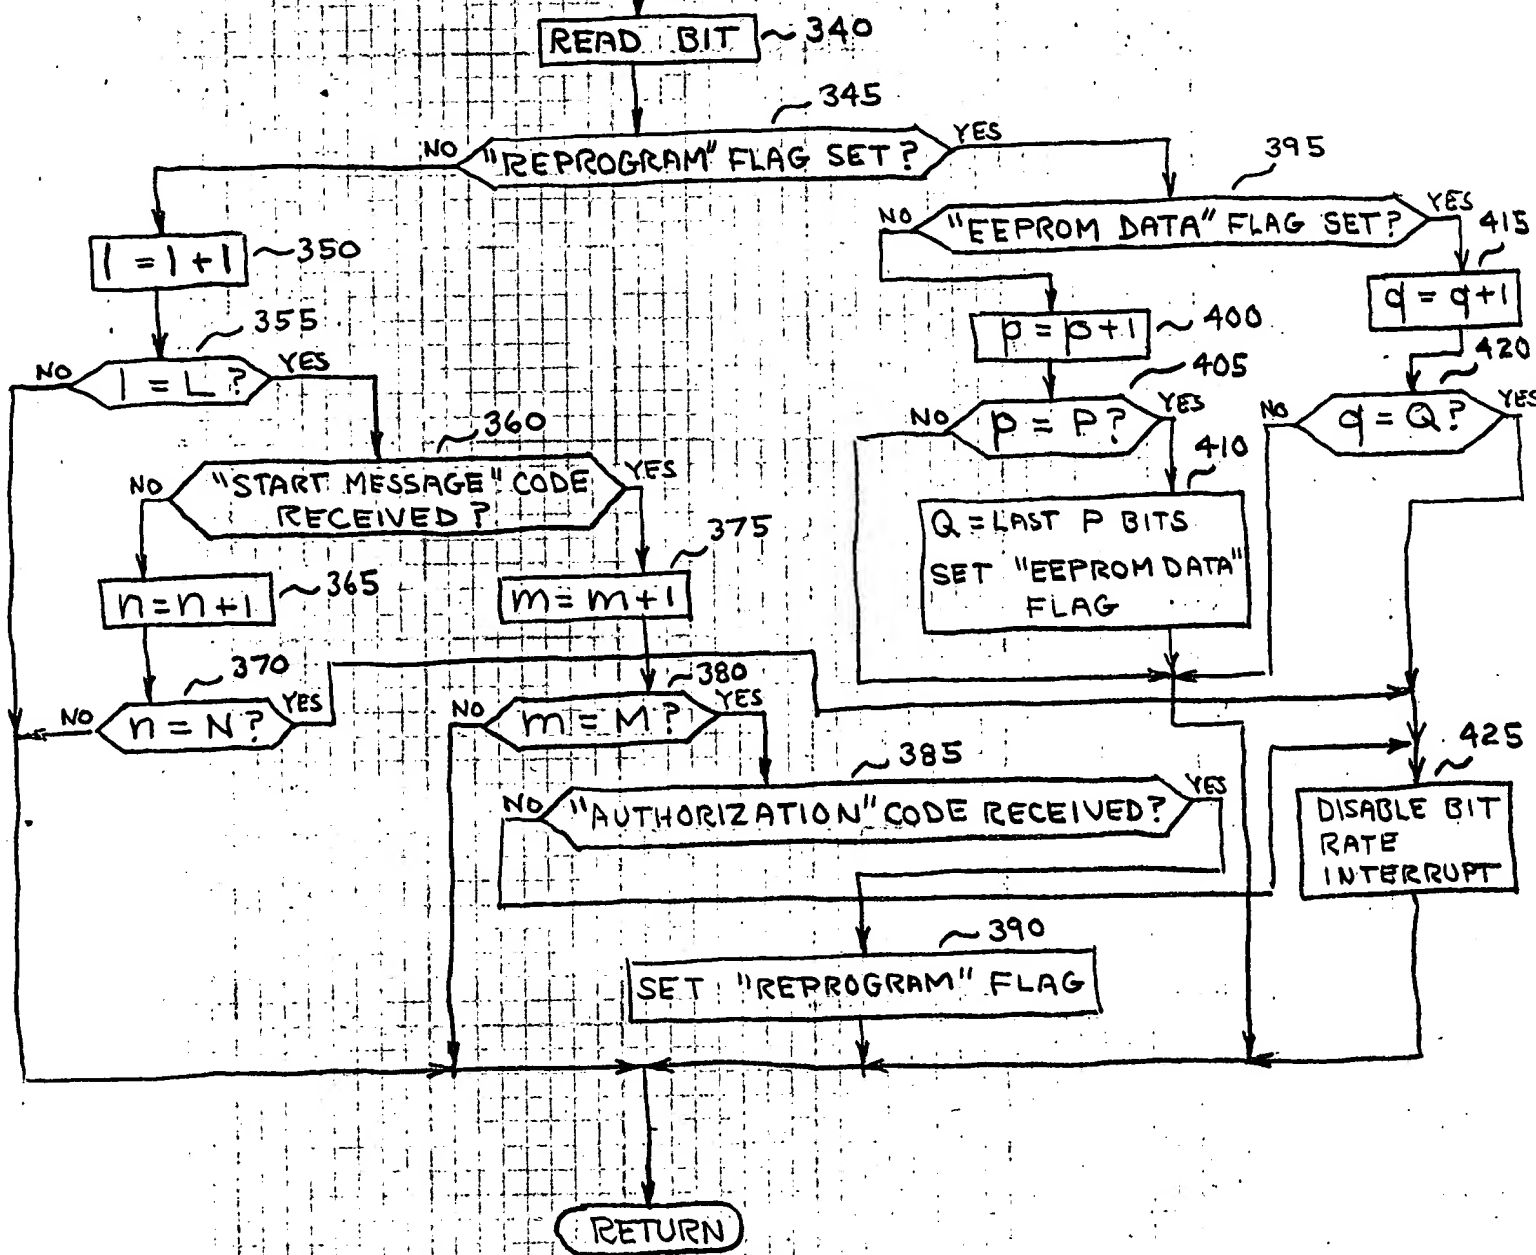 READ BIT 340
345
NO "REPROGRAM" FLAG SET? YES
395
NO "EEPROM DATA" FLAG SET? YES
415
l = l + 1 350
q = q+1
p = p+1 400
355
420
NO l = L? YES
405
NO p = P? YES
NO q = Q? YES
360
410
NO "START MESSAGE" CODE
RECEIVED? YES
Q = LAST P BITS
SET "EEPROM DATA"
FLAG
375
n = n+1 365
m = m+1
370
380
NO n = N? YES
NO m = M? YES
425
385
NO "AUTHORIZATION" CODE RECEIVED? YES
DISABLE BIT
RATE
INTERRUPT
390
SET "REPROGRAM" FLAG
RETURN